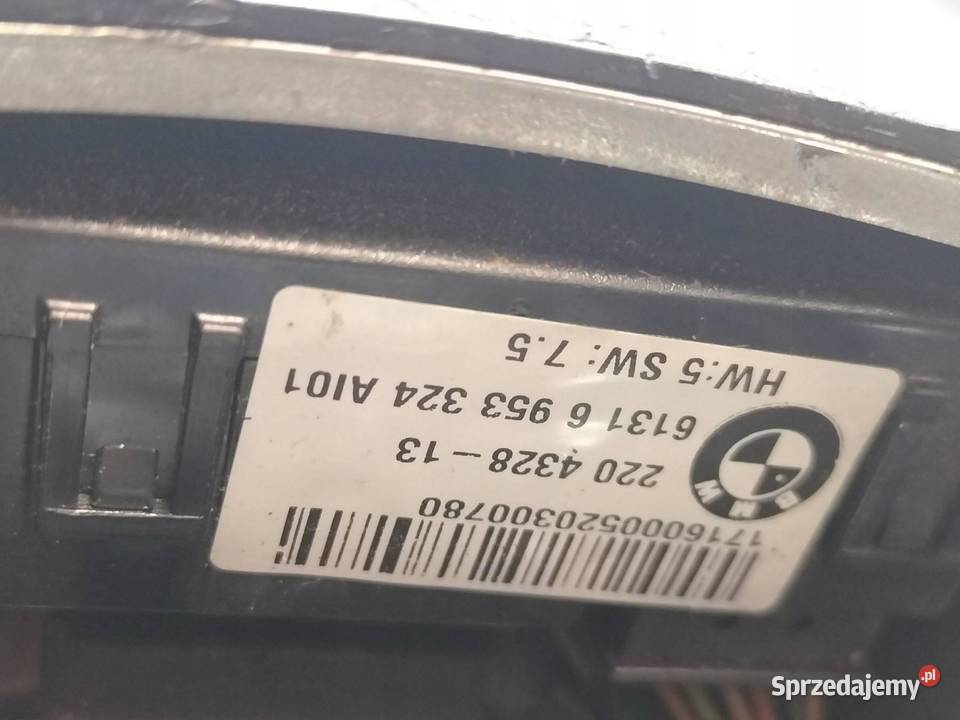 1716000520300780
220 4328-13
6131 6 953 324 AI01
HW:5 SW: 7.5
BMW
Sprzedajemy.pl